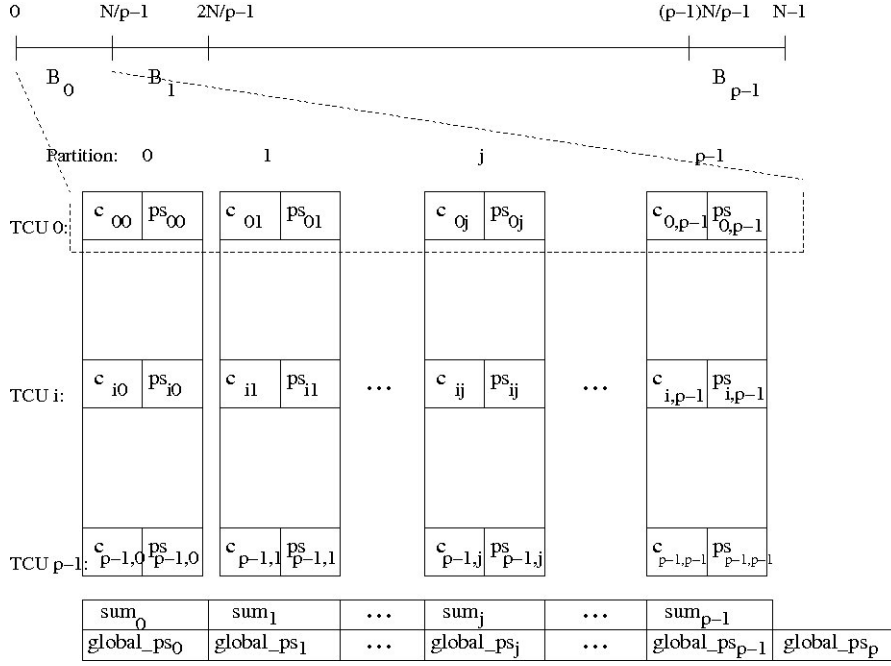 0 N/p−1 2N/p−1 (p−1)N/p−1 N−1
B0 B1 Bp−1
Partition: 0 1 j p−1
TCU 0: c00 ps00 c01 ps01 c0j ps0j c0,p−1 ps0,p−1
TCU i: ci0 psi0 ci1 psi1 ... cij psij ... ci,p−1 psi,p−1
TCU p−1: cp−1,0 psp−1,0 cp−1,1 psp−1,1 cp−1,j psp−1,j cp−1,p−1 psp−1,p−1
sum0 sum1 ... sumj ... sump−1
global_ps0 global_ps1 ... global_psj ... global_psp−1 global_psp